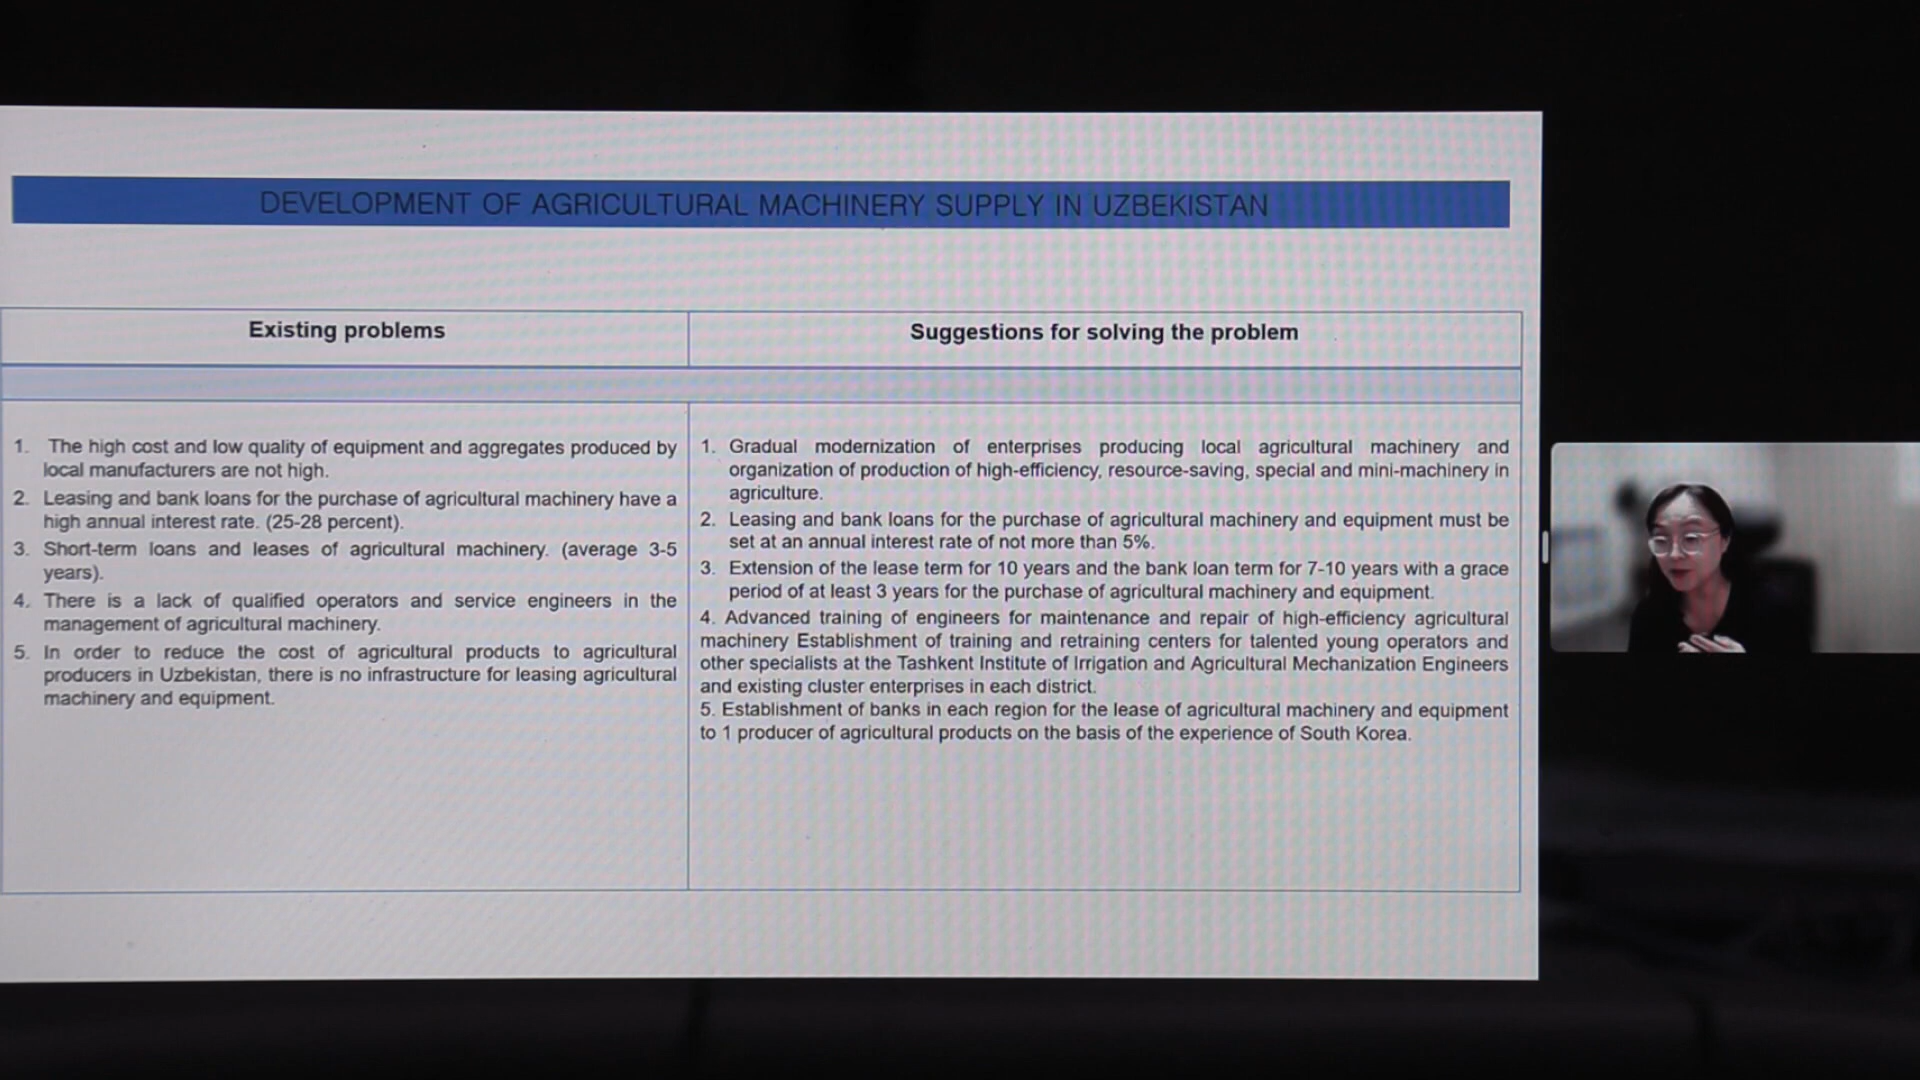 DEVELOPMENT OF AGRICULTURAL MACHINERY SUPPLY IN UZBEKISTAN
Existing problems
Suggestions for solving the problem
1. The high cost and low quality of equipment and aggregates produced by
local manufacturers are not high.
2. Leasing and bank loans for the purchase of agricultural machinery have a
high annual interest rate. (25-28 percent).
3. Short-term loans and leases of agricultural machinery. (average 3-5
years).
4. There is a lack of qualified operators and service engineers in the
management of agricultural machinery.
5. In order to reduce the cost of agricultural products to agricultural
producers in Uzbekistan, there is no infrastructure for leasing agricultural
machinery and equipment.
1. Gradual modernization of enterprises producing local agricultural machinery and
organization of production of high-efficiency, resource-saving, special and mini-machinery in
agriculture.
2. Leasing and bank loans for the purchase of agricultural machinery and equipment must be
set at an annual interest rate of not more than 5%.
3. Extension of the lease term for 10 years and the bank loan term for 7-10 years with a grace
period of at least 3 years for the purchase of agricultural machinery and equipment.
4. Advanced training of engineers for maintenance and repair of high-efficiency agricultural
machinery Establishment of training and retraining centers for talented young operators and
other specialists at the Tashkent Institute of Irrigation and Agricultural Mechanization Engineers
and existing cluster enterprises in each district.
5. Establishment of banks in each region for the lease of agricultural machinery and equipment
to 1 producer of agricultural products on the basis of the experience of South Korea.